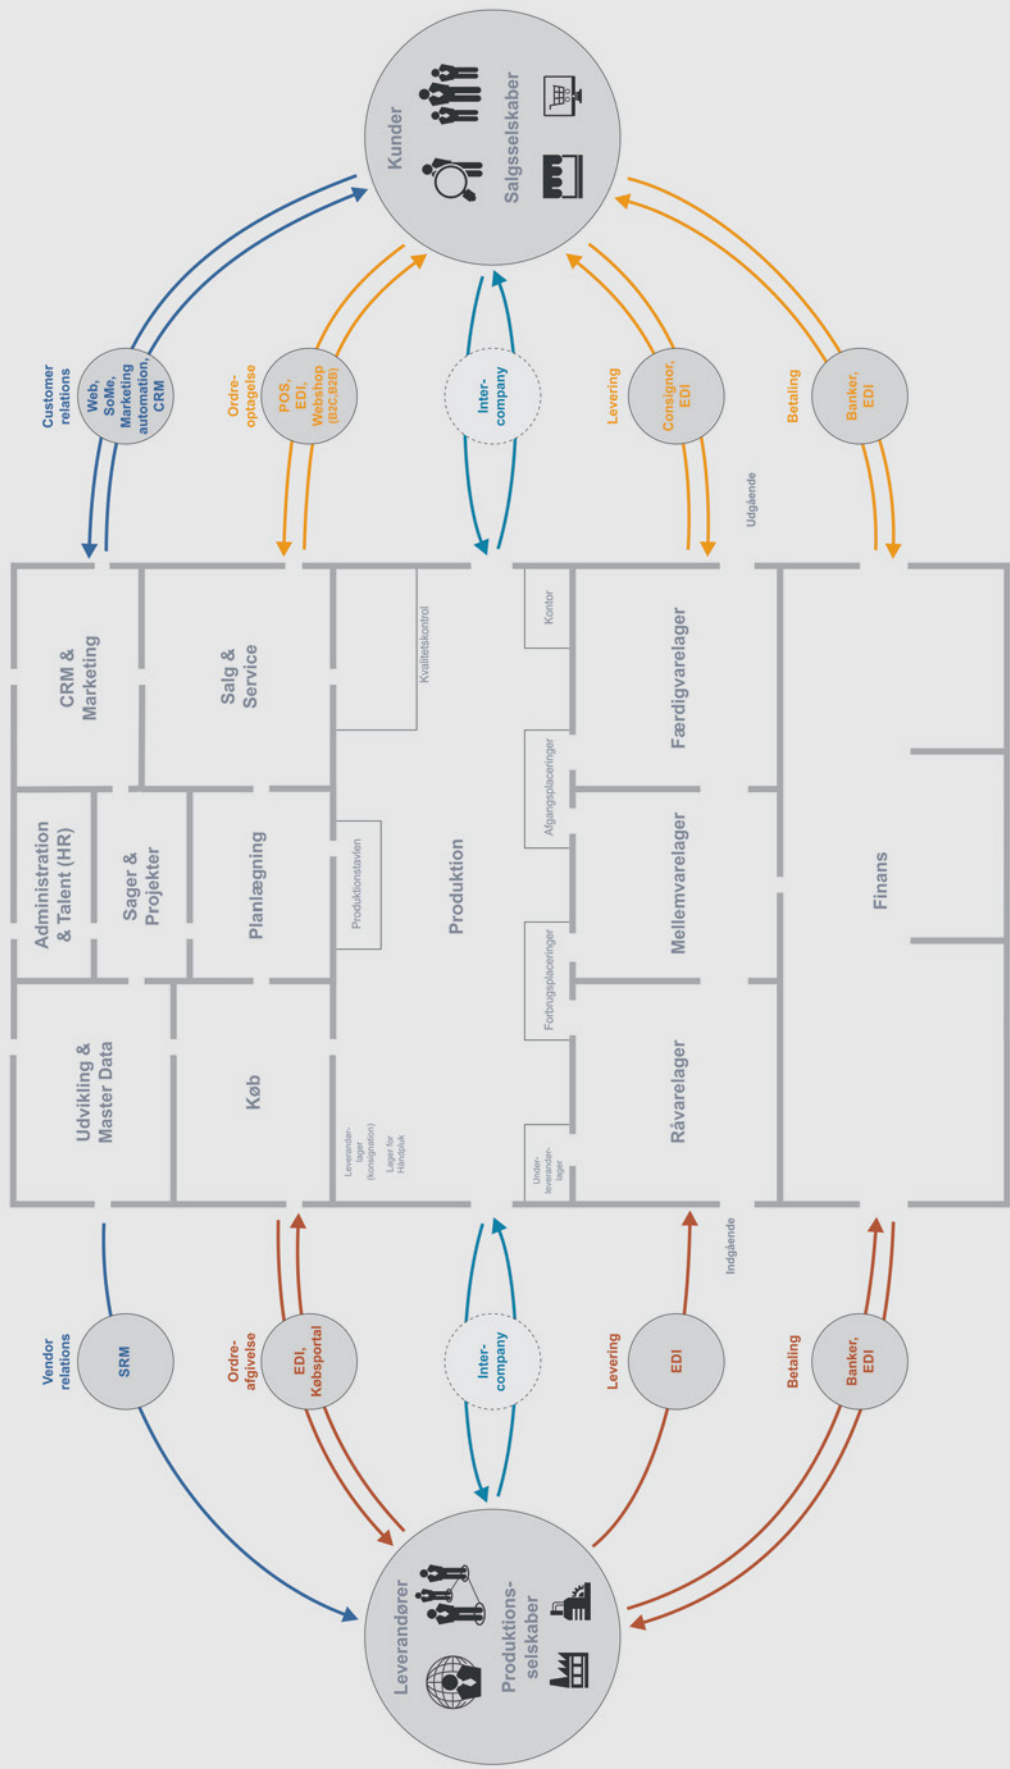 Vendor
relations
SRM
Ordre-
afgivelse
EDI,
Købsportal
Inter-
company
Levering
EDI
Betaling
Banker,
EDI
Leverandører
Produktions-
selskaber
Indgående
Udvikling &
Master Data
Administration
& Talent (HR)
CRM &
Marketing
Sager &
Projekter
Køb
Planlægning
Salg &
Service
Leverandør-
lager
(konsignation)
Lager for
Håndpluk
Produktionstavlen
Kvalitetskontrol
Produktion
Under-
leverandør-
lager
Forbrugsplaceringer
Afgangsplaceringer
Kontor
Råvarelager
Mellemvarelager
Færdigvarelager
Finans
Udgående
Customer
relations
Web,
SoMe,
Marketing
automation,
CRM
Ordre-
optagelse
POS,
EDI,
Webshop
(B2C.B2B)
Inter-
company
Levering
Consignor,
EDI
Betaling
Banker,
EDI
Kunder
Salgsselskaber